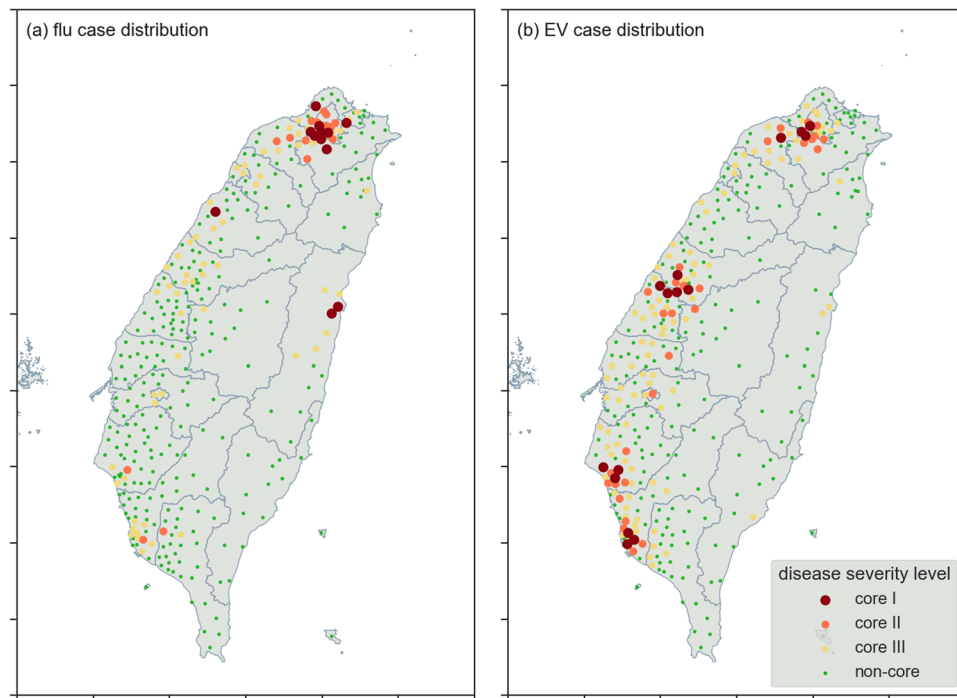 (a) flu case distribution
(b) EV case distribution
disease severity level
core I
core II
core III
non-core